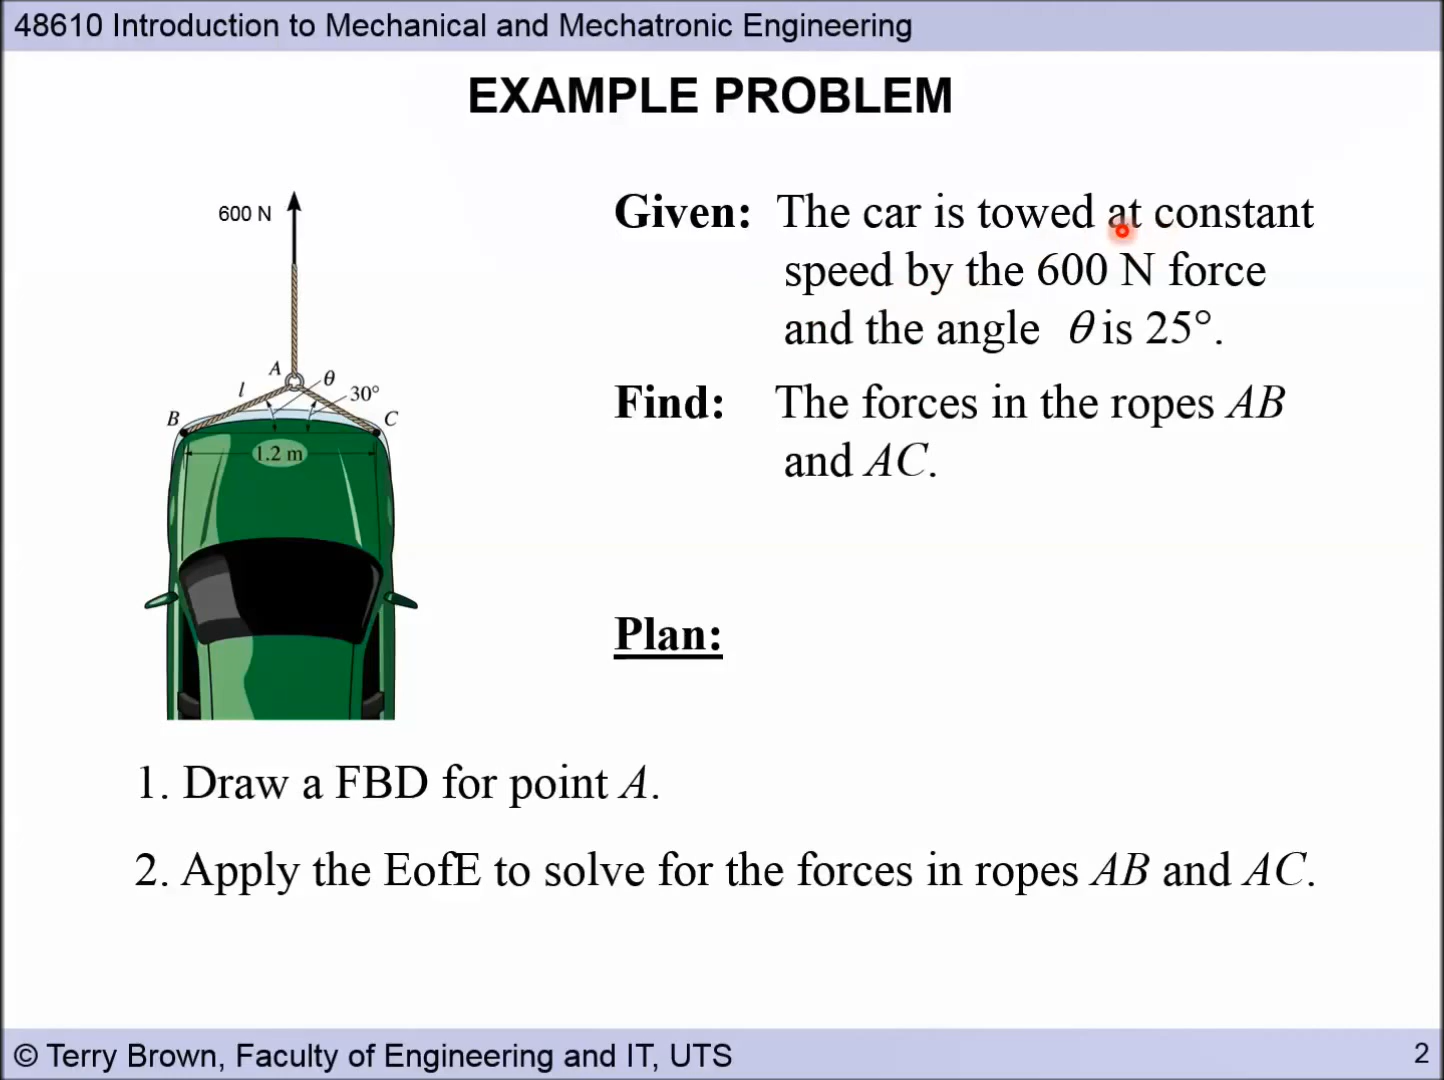 48610 Introduction to Mechanical and Mechatronic Engineering
EXAMPLE PROBLEM
600 N
A
θ
l
30°
B
C
1.2 m
Given: The car is towed at constant
speed by the 600 N force
and the angle θ is 25°.
Find: The forces in the ropes AB
and AC.
Plan:
1. Draw a FBD for point A.
2. Apply the EofE to solve for the forces in ropes AB and AC.
© Terry Brown, Faculty of Engineering and IT, UTS
2